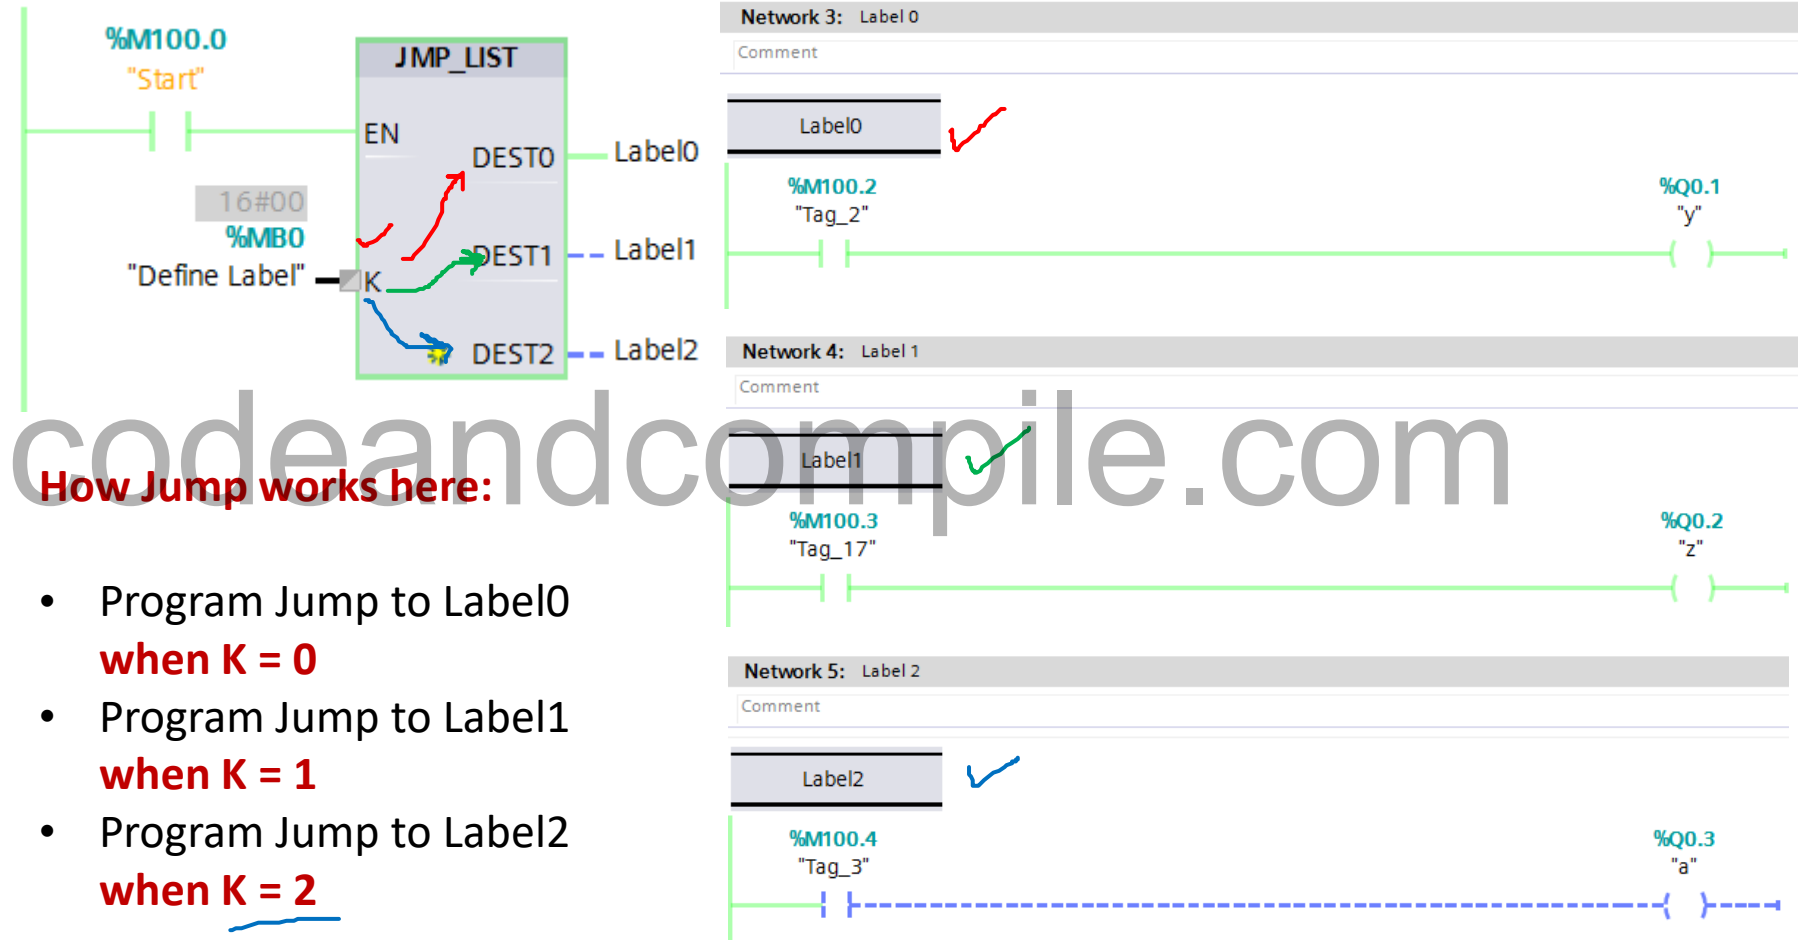 %M100.0
"Start"
JMP_LIST
EN
DEST0
Label0
16#00
%MB0
"Define Label"
K
DEST1
Label1
DEST2
Label2
codeandcompile.com
How Jump works here:
• Program Jump to Label0
when K = 0
• Program Jump to Label1
when K = 1
• Program Jump to Label2
when K = 2
Network 3: Label 0
Comment
Label0
%M100.2
"Tag_2"
%Q0.1
"y"
Network 4: Label 1
Comment
Label1
%M100.3
"Tag_17"
%Q0.2
"z"
Network 5: Label 2
Comment
Label2
%M100.4
"Tag_3"
%Q0.3
"a"